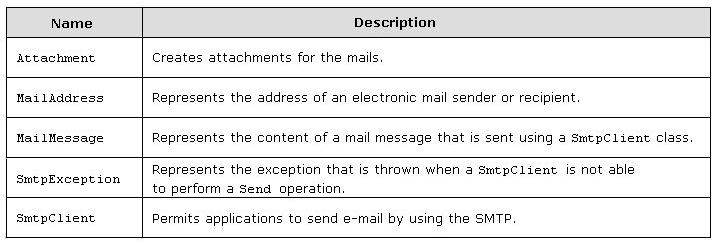 Name Description
Attachment Creates attachments for the mails.
MailAddress Represents the address of an electronic mail sender or recipient.
MailMessage Represents the content of a mail message that is sent using a SmtpClient class.
SmtpException Represents the exception that is thrown when a SmtpClient is not able
to perform a Send operation.
SmtpClient Permits applications to send e-mail by using the SMTP.